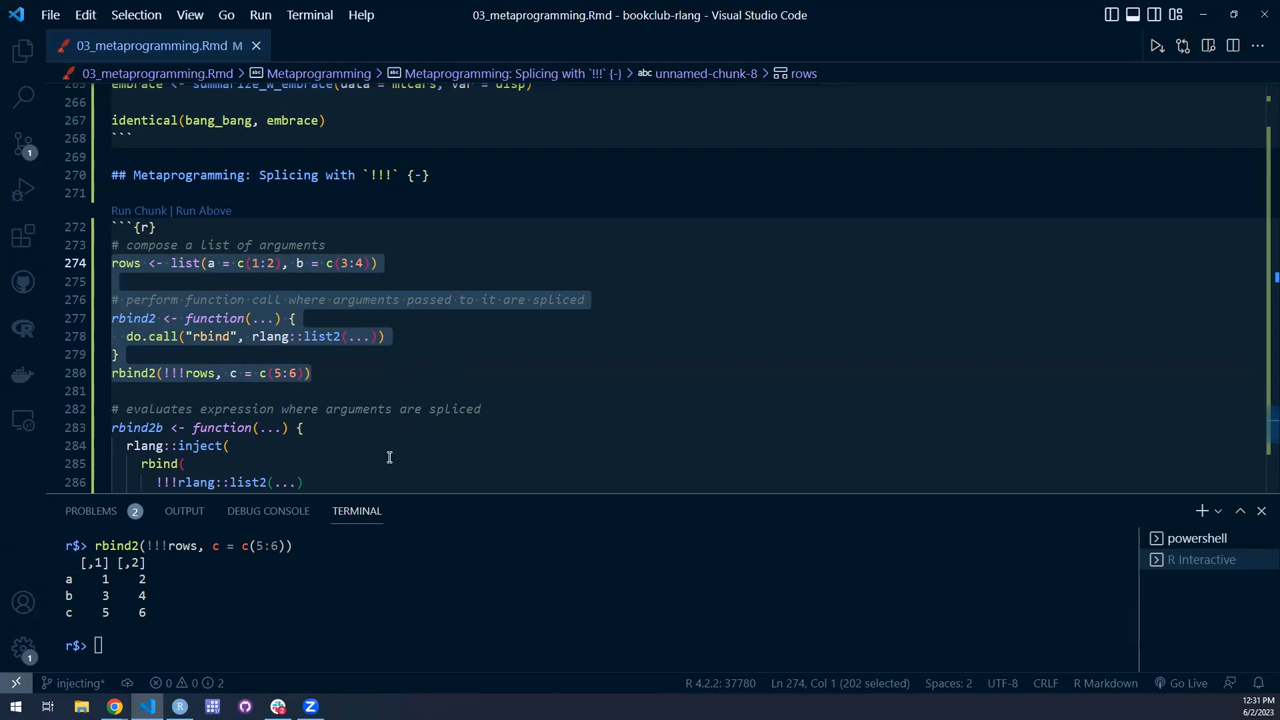 File Edit Selection View Go Run Terminal Help 03_metaprogramming.Rmd - bookclub-rlang - Visual Studio Code
03_metaprogramming.Rmd M
03_metaprogramming.Rmd > Metaprogramming > Metaprogramming: Splicing with `!!!` {-} > unnamed-chunk-8 > rows
265 embrace <- summarize_w_embrace(data = mtcars, var = disp)
266
267 identical(bang_bang, embrace)
268 ```
269
270 ## Metaprogramming: Splicing with `!!!` {-}
271
Run Chunk | Run Above
272 ```{r}
273 # compose a list of arguments
274 rows <- list(a = c(1:2), b = c(3:4))
275
276 # perform function call where arguments passed to it are spliced
277 rbind2 <- function(...) {
278 do.call("rbind", rlang::list2(...))
279 }
280 rbind2(!!!rows, c = c(5:6))
281
282 # evaluates expression where arguments are spliced
283 rbind2b <- function(...) {
284 rlang::inject(
285 rbind(
286 !!!rlang::list2(...)
1
1
PROBLEMS 2 OUTPUT DEBUG CONSOLE TERMINAL
r$> rbind2(!!!rows, c = c(5:6))
[,1] [,2]
a 1 2
b 3 4
c 5 6
r$>
powershell
R Interactive
injecting* 0 0 2 R 4.2.2: 37780 Ln 274, Col 1 (202 selected) Spaces: 2 UTF-8 CRLF R Markdown Go Live
12:31 PM
6/2/2023